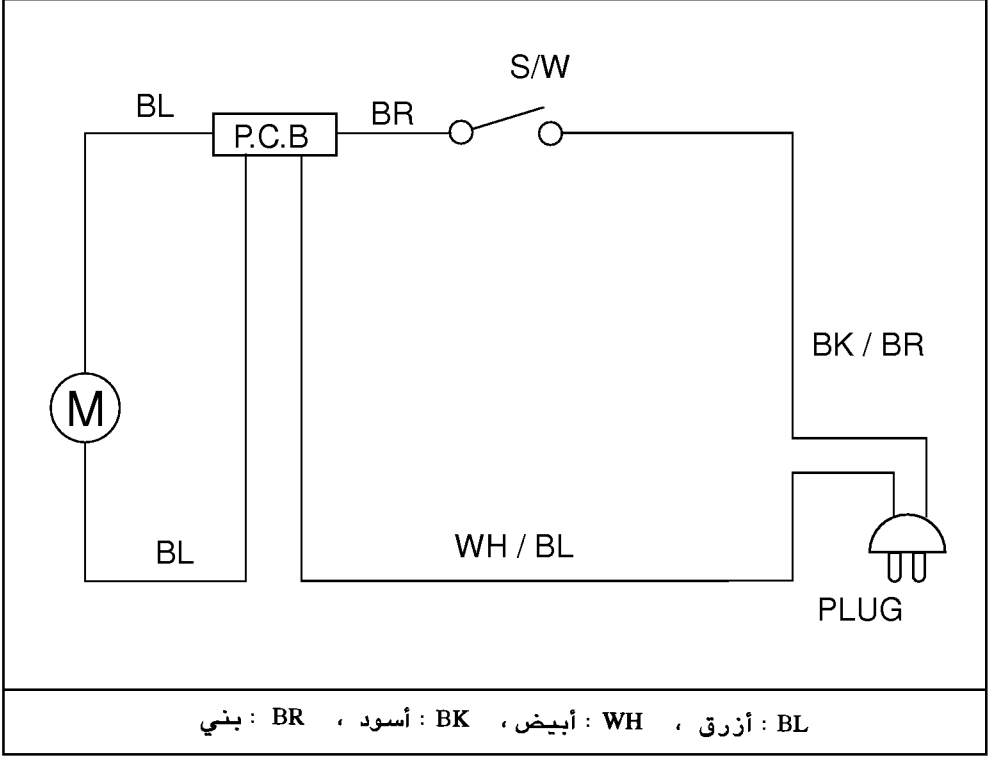 S/W
BL
P.C.B
BR
BK / BR
M
BL
WH / BL
PLUG
BL : أزرق ، WH : أبيض ، BK : أسود ، BR : بني